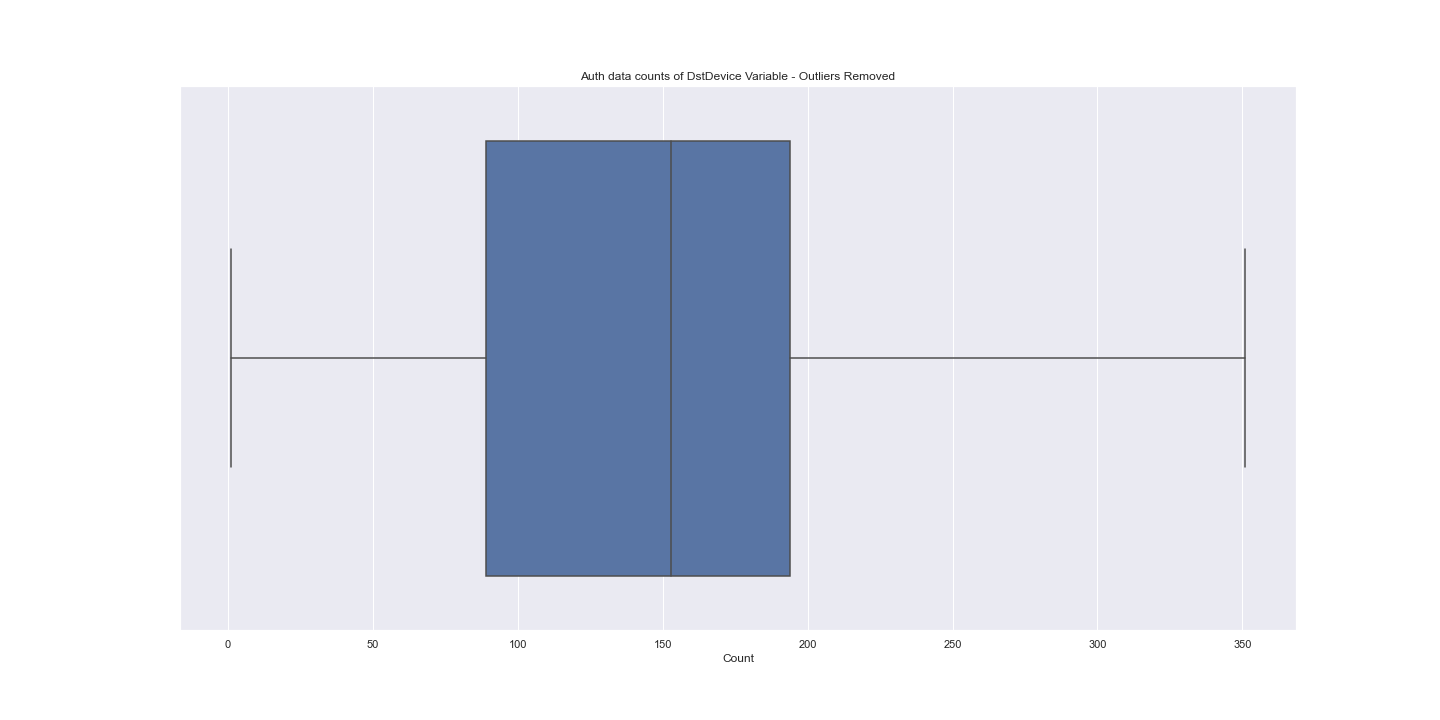 Auth data counts of DstDevice Variable - Outliers Removed
0 50 100 150 200 250 300 350
Count